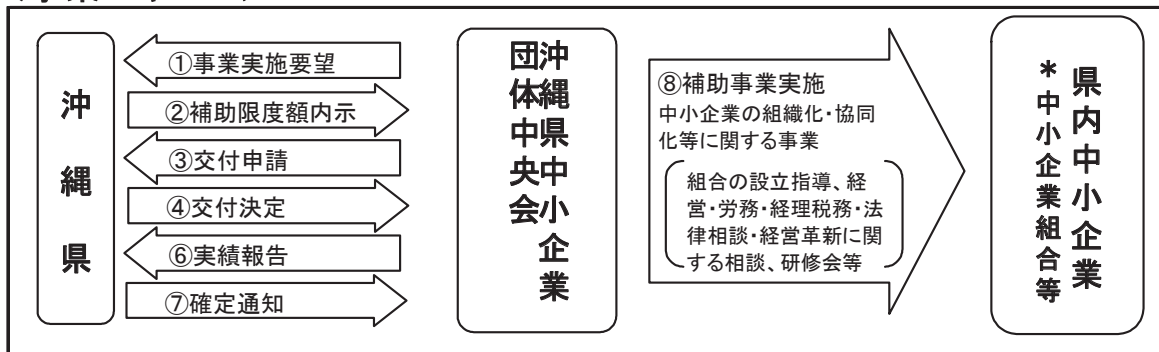 沖縄県
①事業実施要望
②補助限度額内示
③交付申請
④交付決定
⑥実績報告
⑦確定通知
沖縄県中小企業
団体中央会
⑧補助事業実施
中小企業の組織化・協同
化等に関する事業
組合の設立指導、経
営・労務・経理税務・法
律相談・経営革新に関
する相談、研修会等
県内中小企業
*中小企業組合等